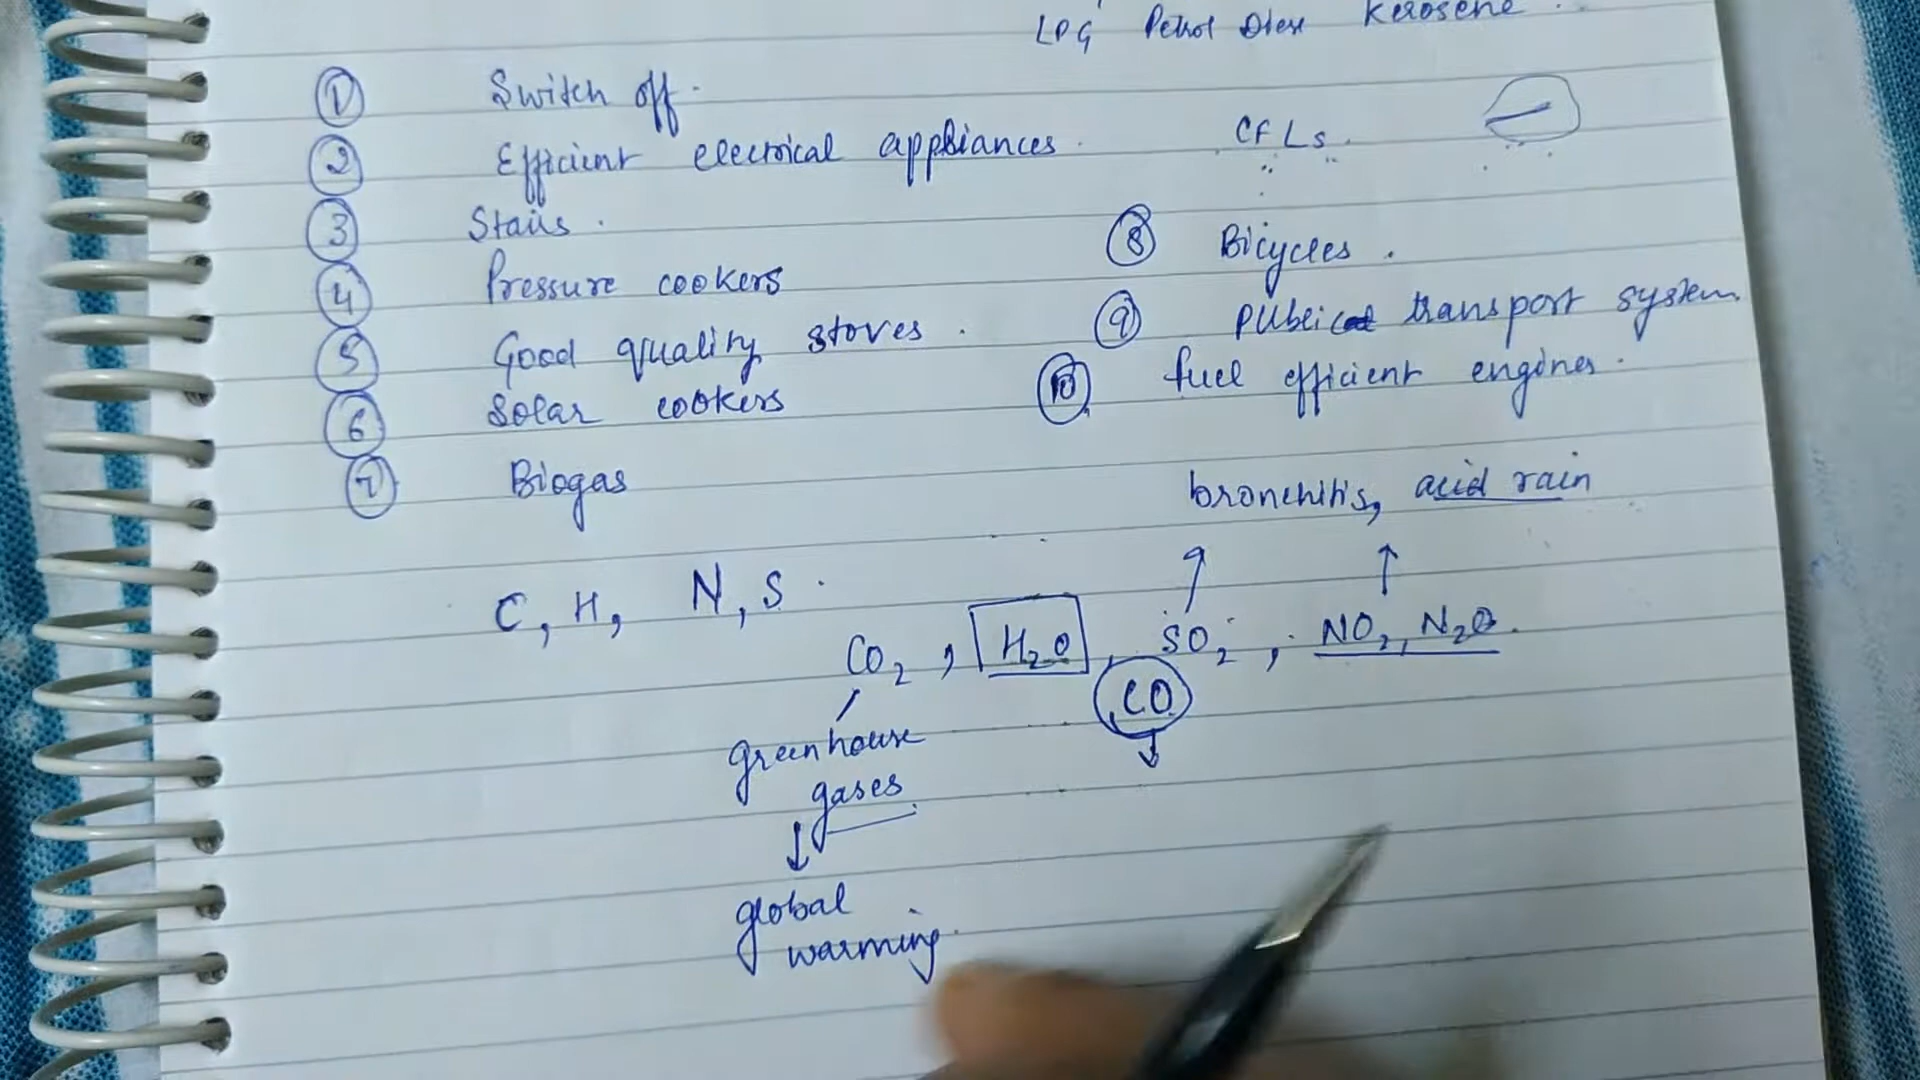 LPG Petrol Diese Kerosene
1 Switch off.
2 Efficient electrical appliances. CFLs.
3 Stairs.
4 Pressure cookers
5 Good quality stoves.
6 Solar cookers
7 Biogas
8 Bicycles.
9 Public transport system
10 fuel efficient engines.
bronchitis, acid rain
C, H, N, S.
CO2, H2O, SO2, NO2, N2O.
CO
greenhouse
gases
global
warming